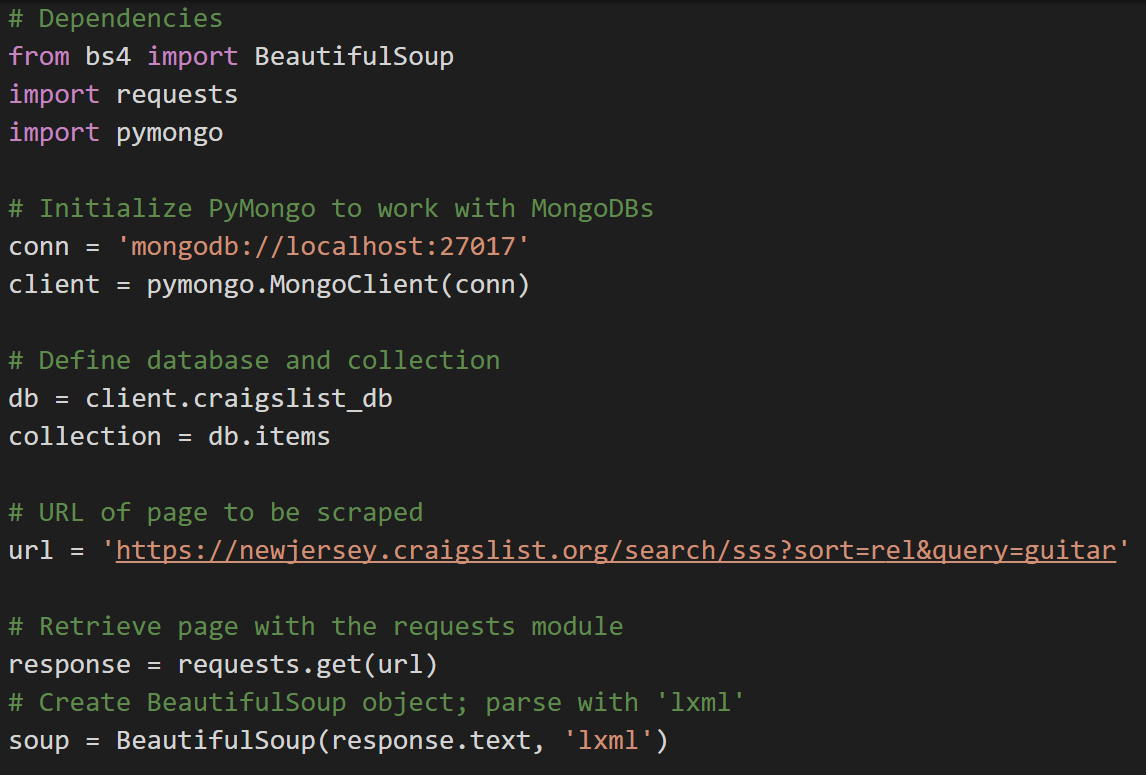 # Dependencies
from bs4 import BeautifulSoup
import requests
import pymongo
# Initialize PyMongo to work with MongoDBs
conn = 'mongodb://localhost:27017'
client = pymongo.MongoClient(conn)
# Define database and collection
db = client.craigslist_db
collection = db.items
# URL of page to be scraped
url = 'https://newjersey.craigslist.org/search/sss?sort=rel&query=guitar'
# Retrieve page with the requests module
response = requests.get(url)
# Create BeautifulSoup object; parse with 'lxml'
soup = BeautifulSoup(response.text, 'lxml')